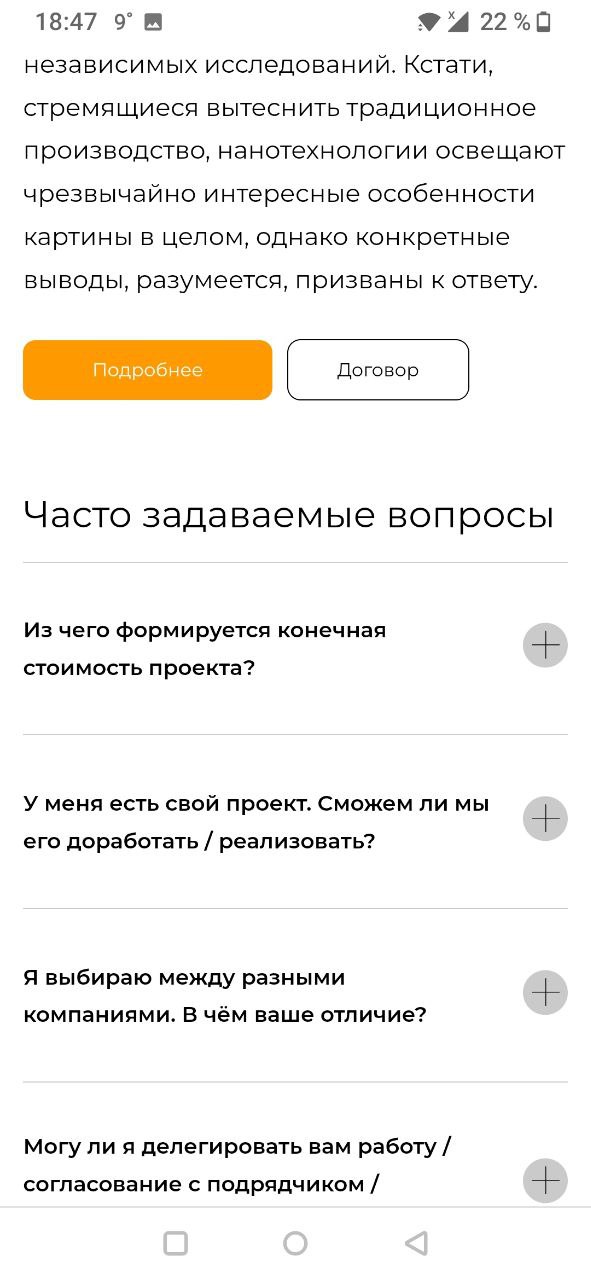 18:47 9° 22 %
независимых исследований. Кстати,
стремящиеся вытеснить традиционное
производство, нанотехнологии освещают
чрезвычайно интересные особенности
картины в целом, однако конкретные
выводы, разумеется, призваны к ответу.
Подробнее Договор
Часто задаваемые вопросы
Из чего формируется конечная
стоимость проекта?
У меня есть свой проект. Сможем ли мы
его доработать / реализовать?
Я выбираю между разными
компаниями. В чём ваше отличие?
Могу ли я делегировать вам работу /
согласование с подрядчиком /